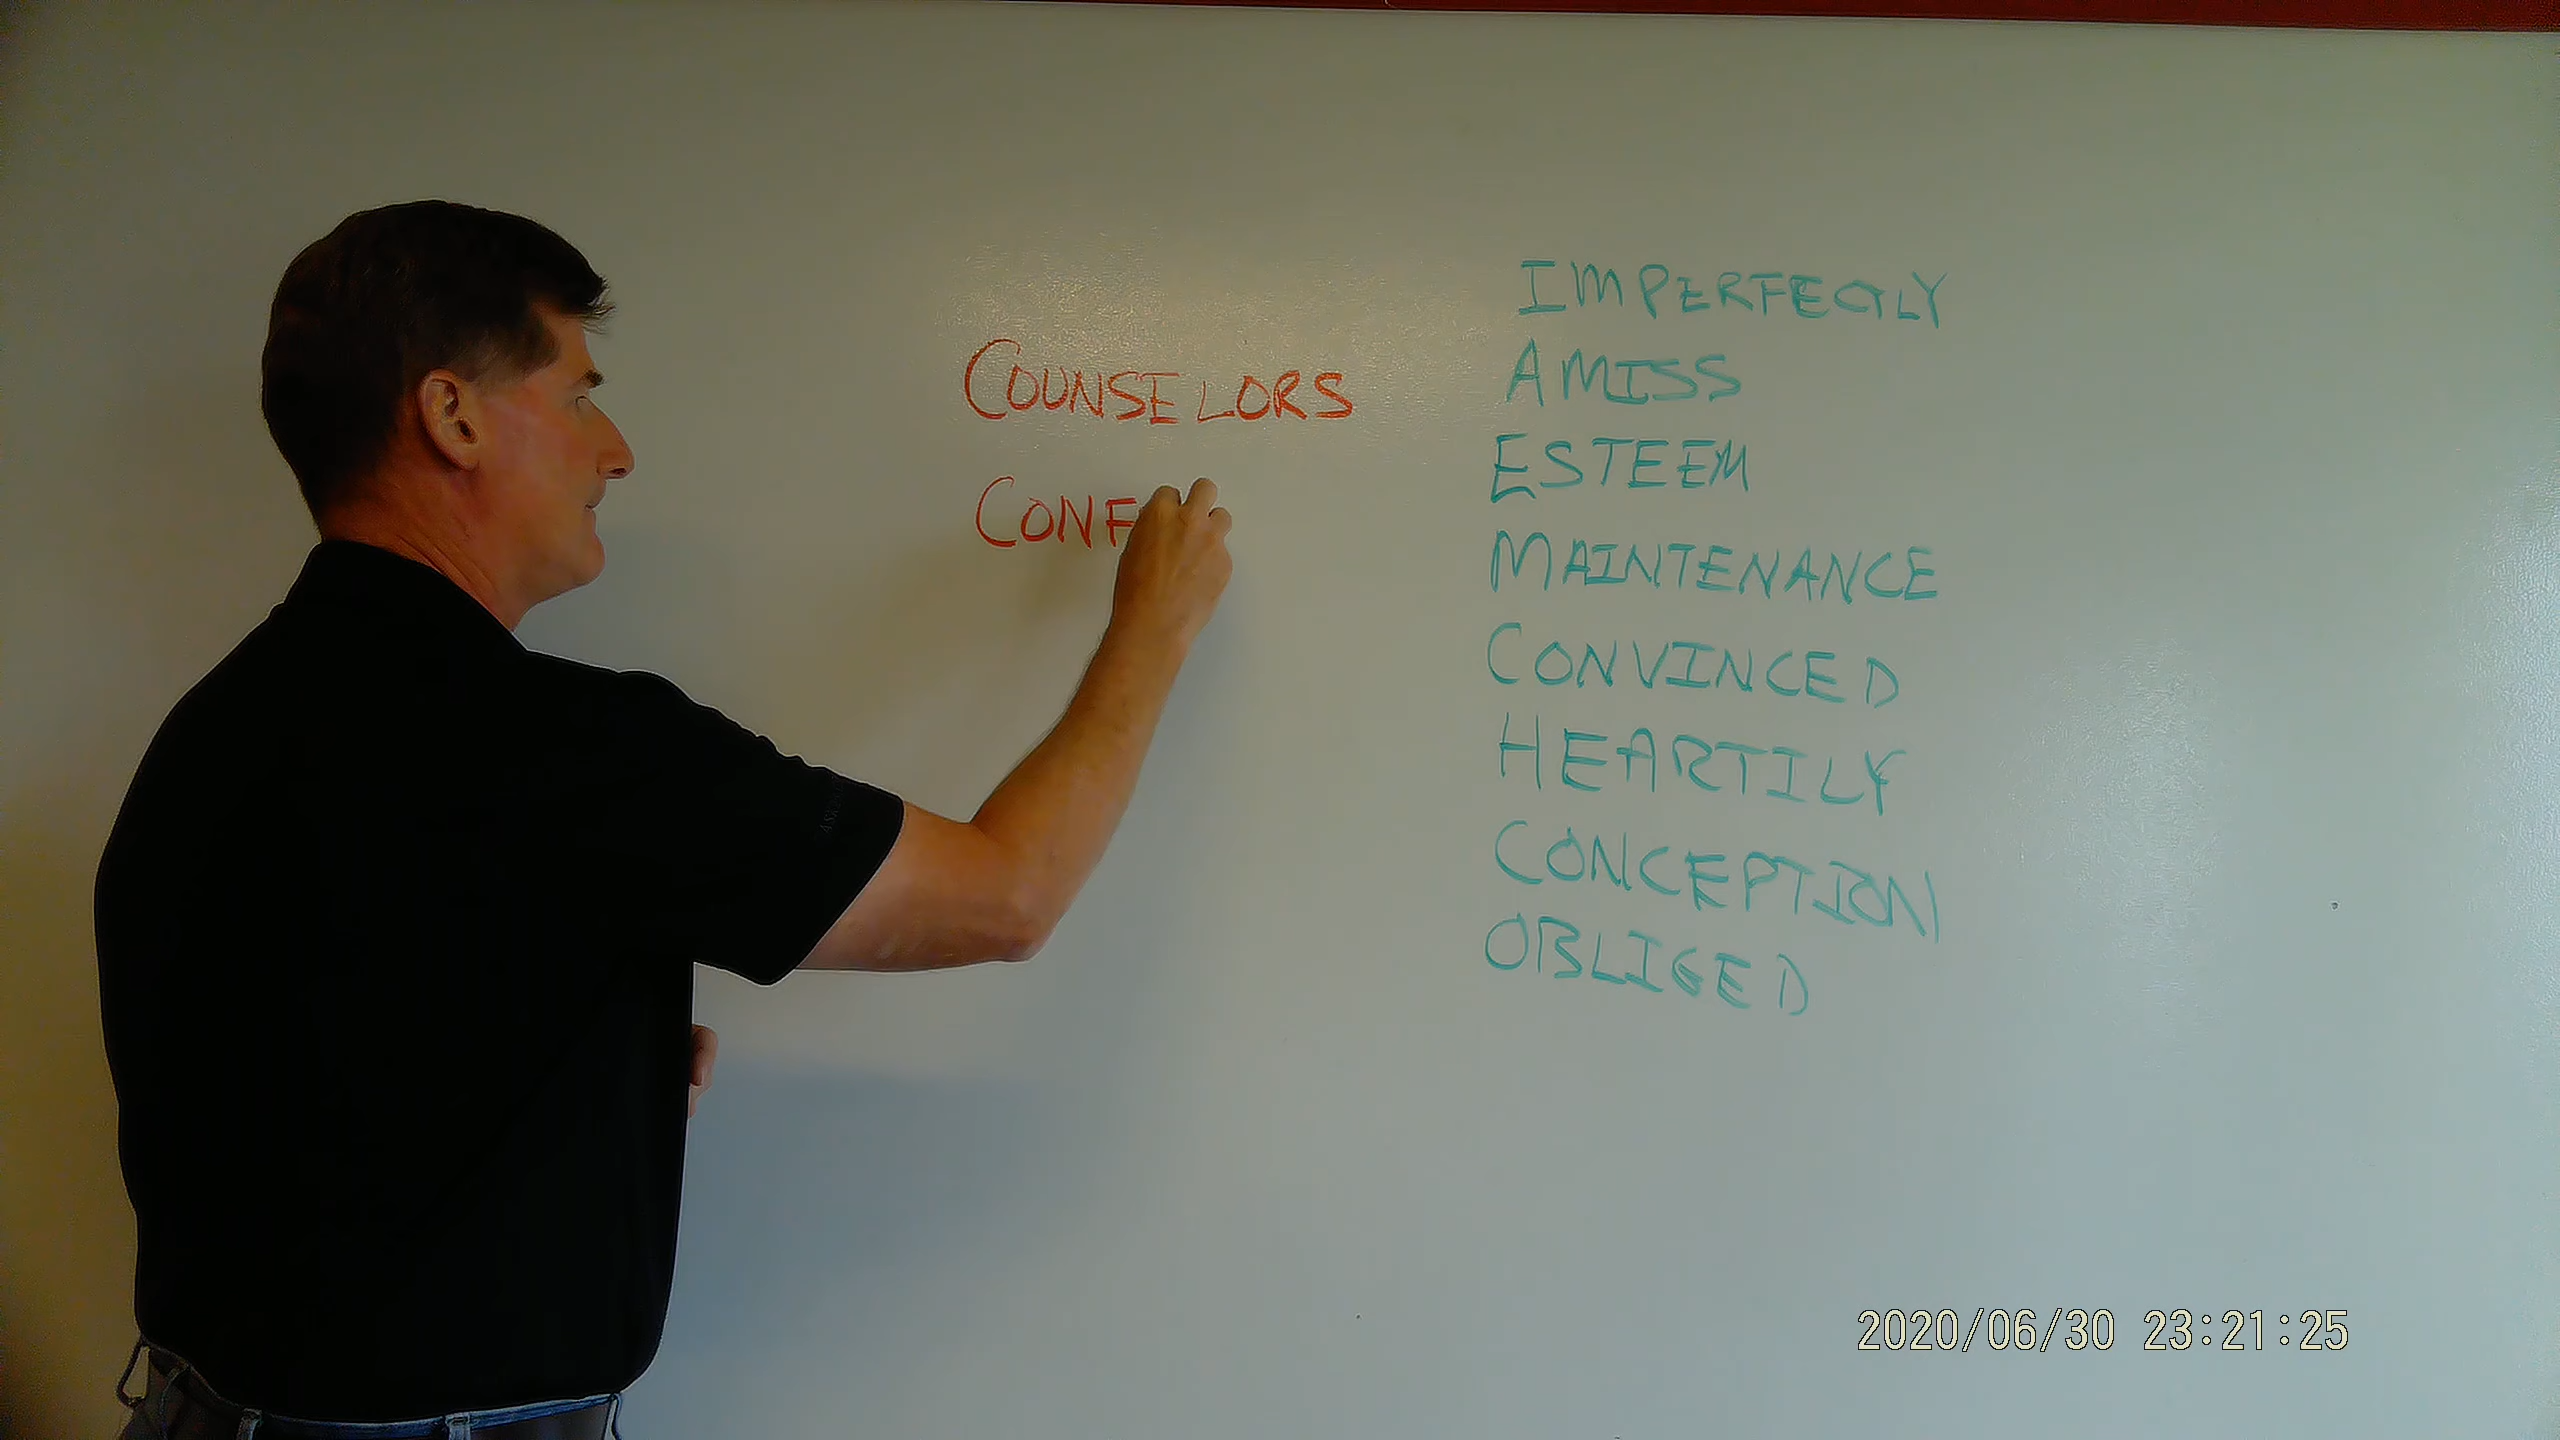 COUNSELORS
CONF
IMPERFECTLY
AMISS
ESTEEM
MAINTENANCE
CONVINCED
HEARTILY
CONCEPTION
OBLIGED
2020/06/30 23:21:25